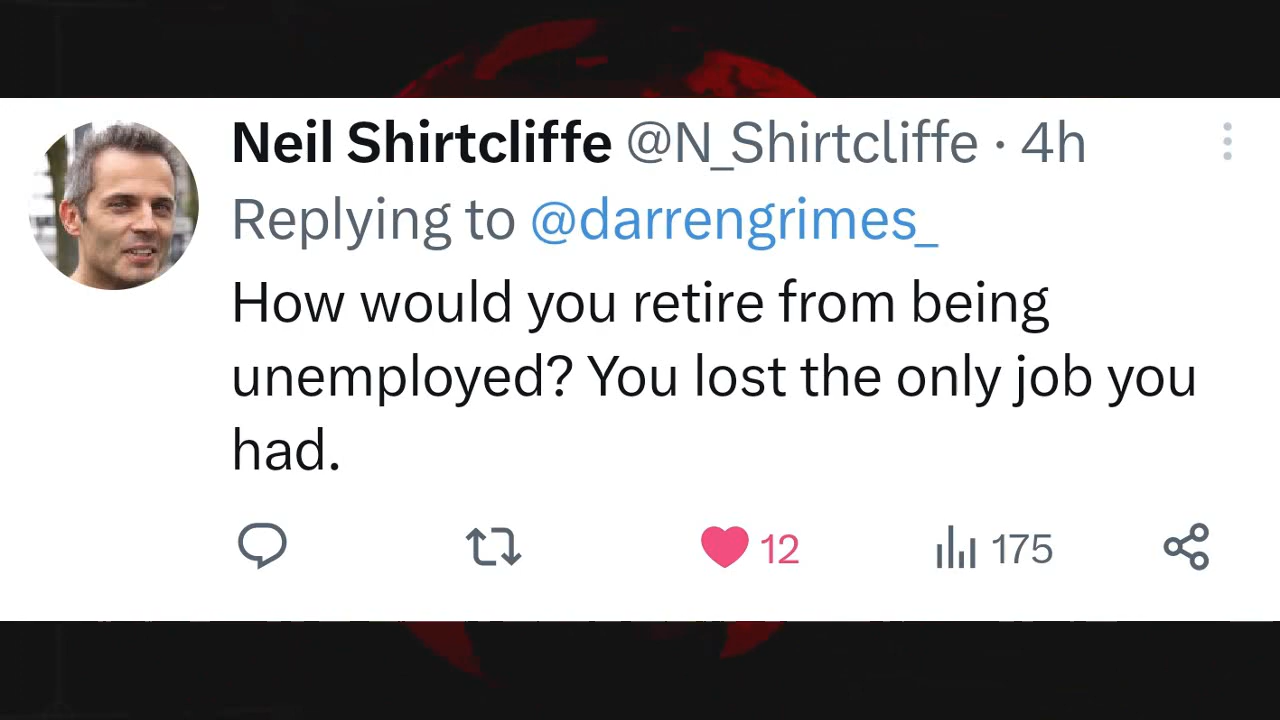 Neil Shirtcliffe @N_Shirtcliffe · 4h
Replying to @darrengrimes_
How would you retire from being
unemployed? You lost the only job you
had.
12 175